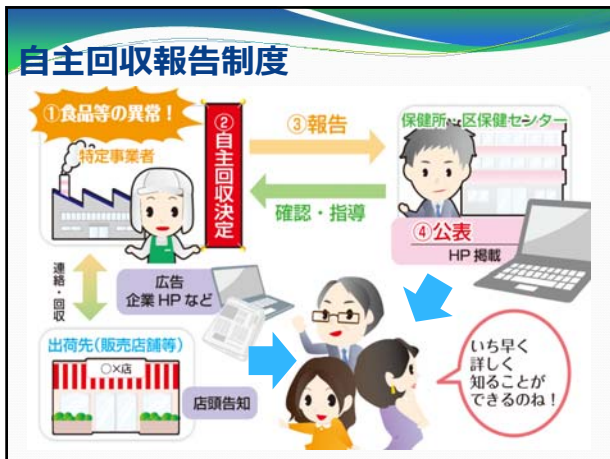 自主回収報告制度
①食品等の異常！
特定事業者
②自主回収決定
③報告
確認・指導
保健所・区保健センター
④公表
HP 掲載
連絡・回収
広告
企業 HP など
出荷先(販売店舗等)
○×店
店頭告知
いち早く
詳しく
知ることが
できるのね！